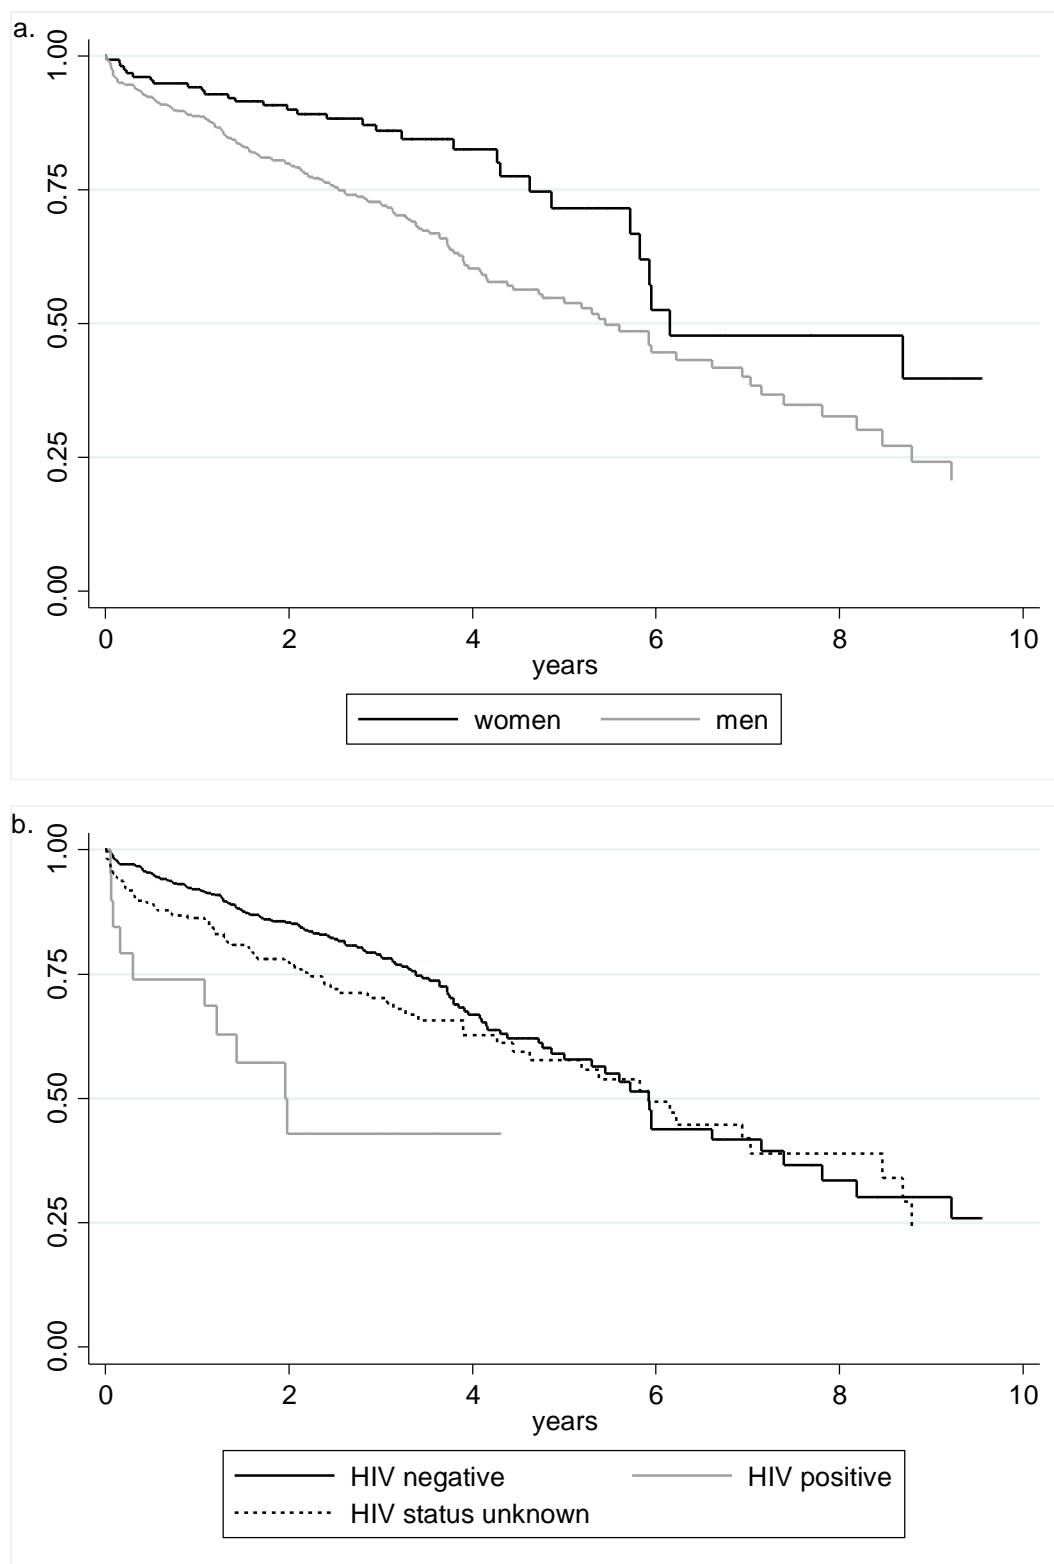 a.
1.00
0.75
0.50
0.25
0.00
0 2 4 6 8 10
years
women men
b.
1.00
0.75
0.50
0.25
0.00
0 2 4 6 8 10
years
HIV negative HIV positive
HIV status unknown